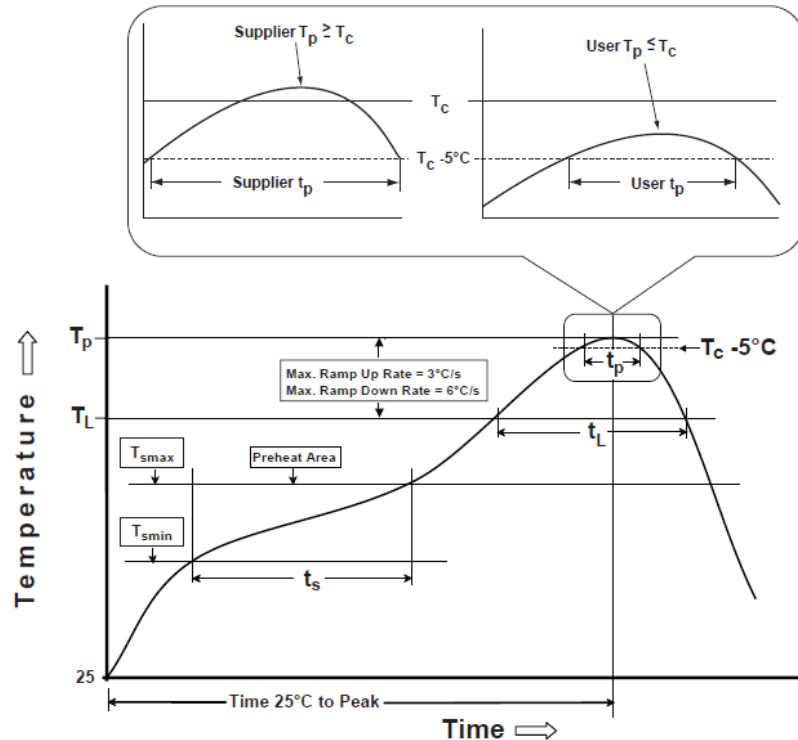 Supplier Tp ≥ Tc
User Tp ≤ Tc
Tc
Tc -5°C
Supplier tp
User tp
Tp
Tc -5°C
Max. Ramp Up Rate = 3°C/s
Max. Ramp Down Rate = 6°C/s
tp
TL
tL
Tsmax
Preheat Area
Tsmin
ts
Temperature
25
Time 25°C to Peak
Time